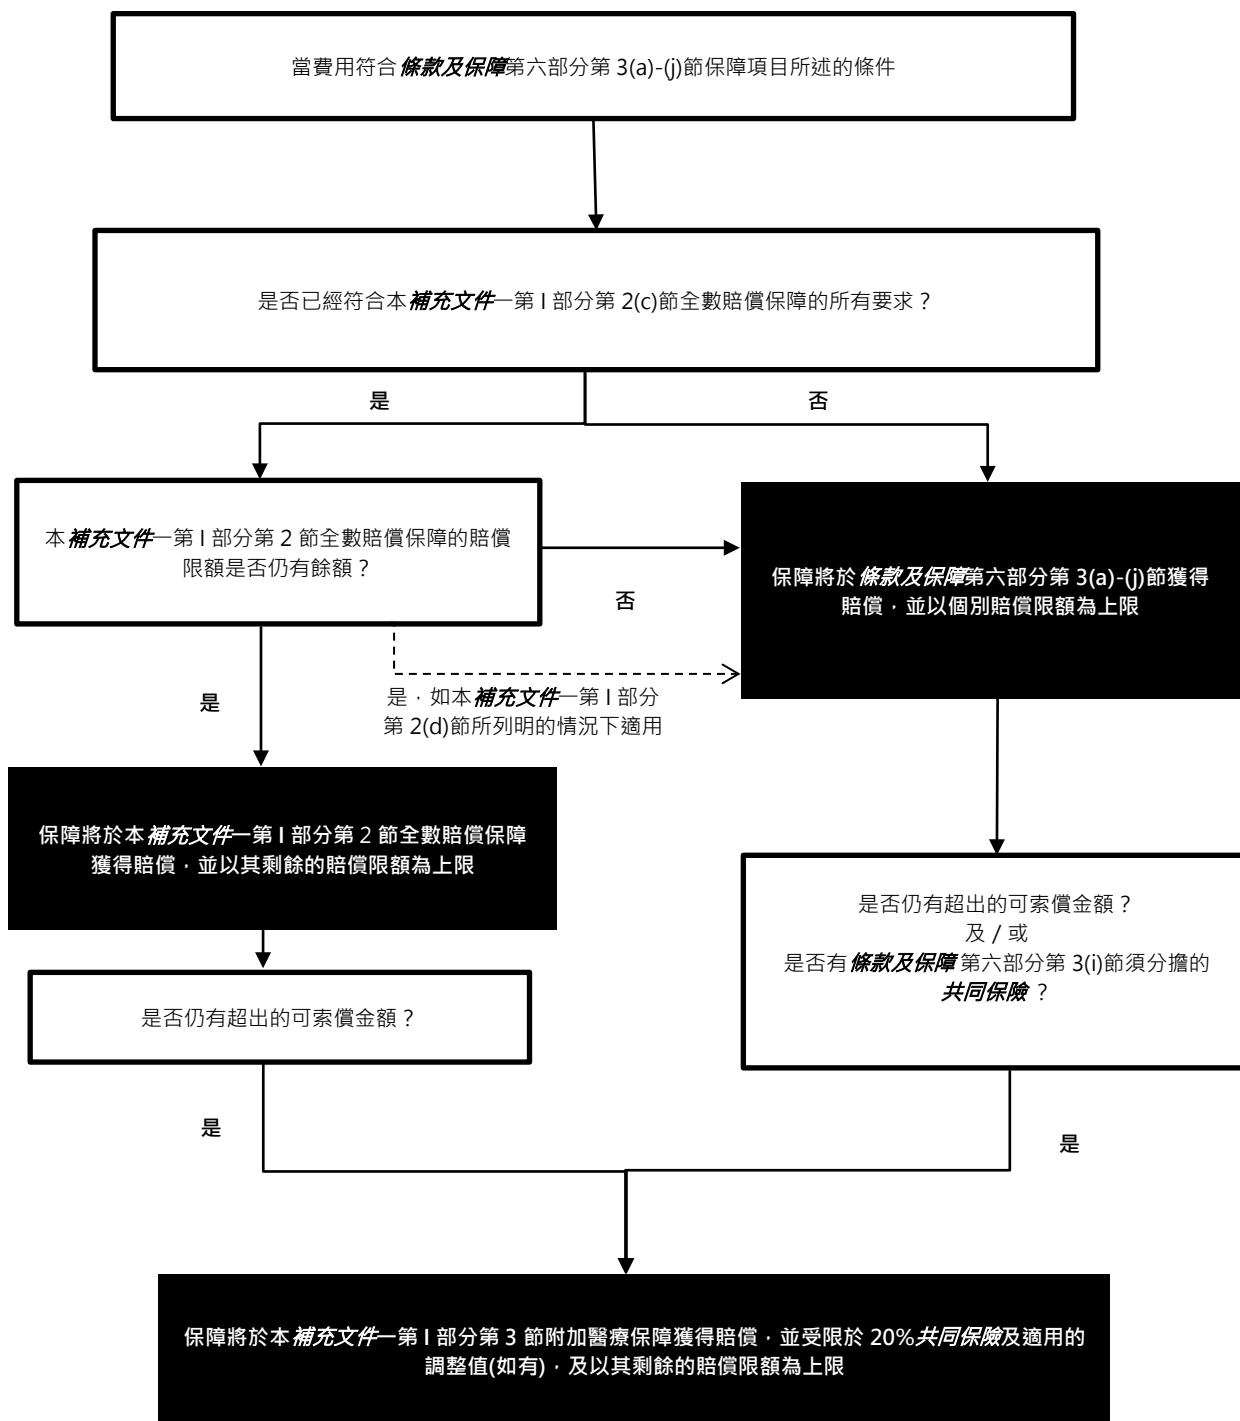 當費用符合條款及保障第六部分第 3(a)-(j)節保障項目所述的條件
是否已經符合本補充文件一第 I 部分第 2(c)節全數賠償保障的所有要求？
是
否
本補充文件一第 I 部分第 2 節全數賠償保障的賠償
限額是否仍有餘額？
否
保障將於條款及保障第六部分第 3(a)-(j)節獲得
賠償，並以個別賠償限額為上限
是
是，如本補充文件一第 I 部分
第 2(d)節所列明的情況下適用
保障將於本補充文件一第 I 部分第 2 節全數賠償保障
獲得賠償，並以其剩餘的賠償限額為上限
是否仍有超出的可索償金額？
及 / 或
是否有條款及保障 第六部分第 3(i)節須分擔的
共同保險 ？
是否仍有超出的可索償金額？
是
是
保障將於本補充文件一第 I 部分第 3 節附加醫療保障獲得賠償，並受限於 20%共同保險及適用的
調整值(如有)，及以其剩餘的賠償限額為上限